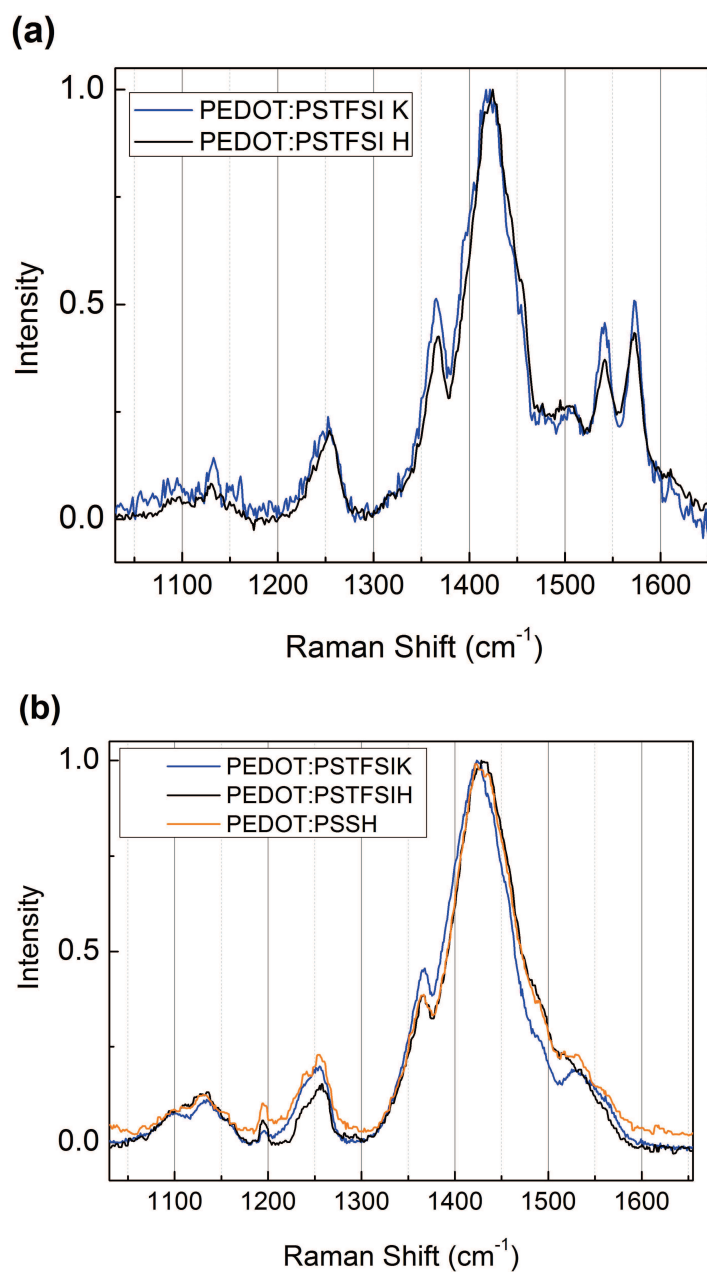 (a)
1.0
PEDOT:PSTFSI K
PEDOT:PSTFSI H
0.5
Intensity
0.0
1100 1200 1300 1400 1500 1600
Raman Shift (cm⁻¹)
(b)
1.0
PEDOT:PSTFSIK
PEDOT:PSTFSIH
PEDOT:PSSH
0.5
Intensity
0.0
1100 1200 1300 1400 1500 1600
Raman Shift (cm⁻¹)